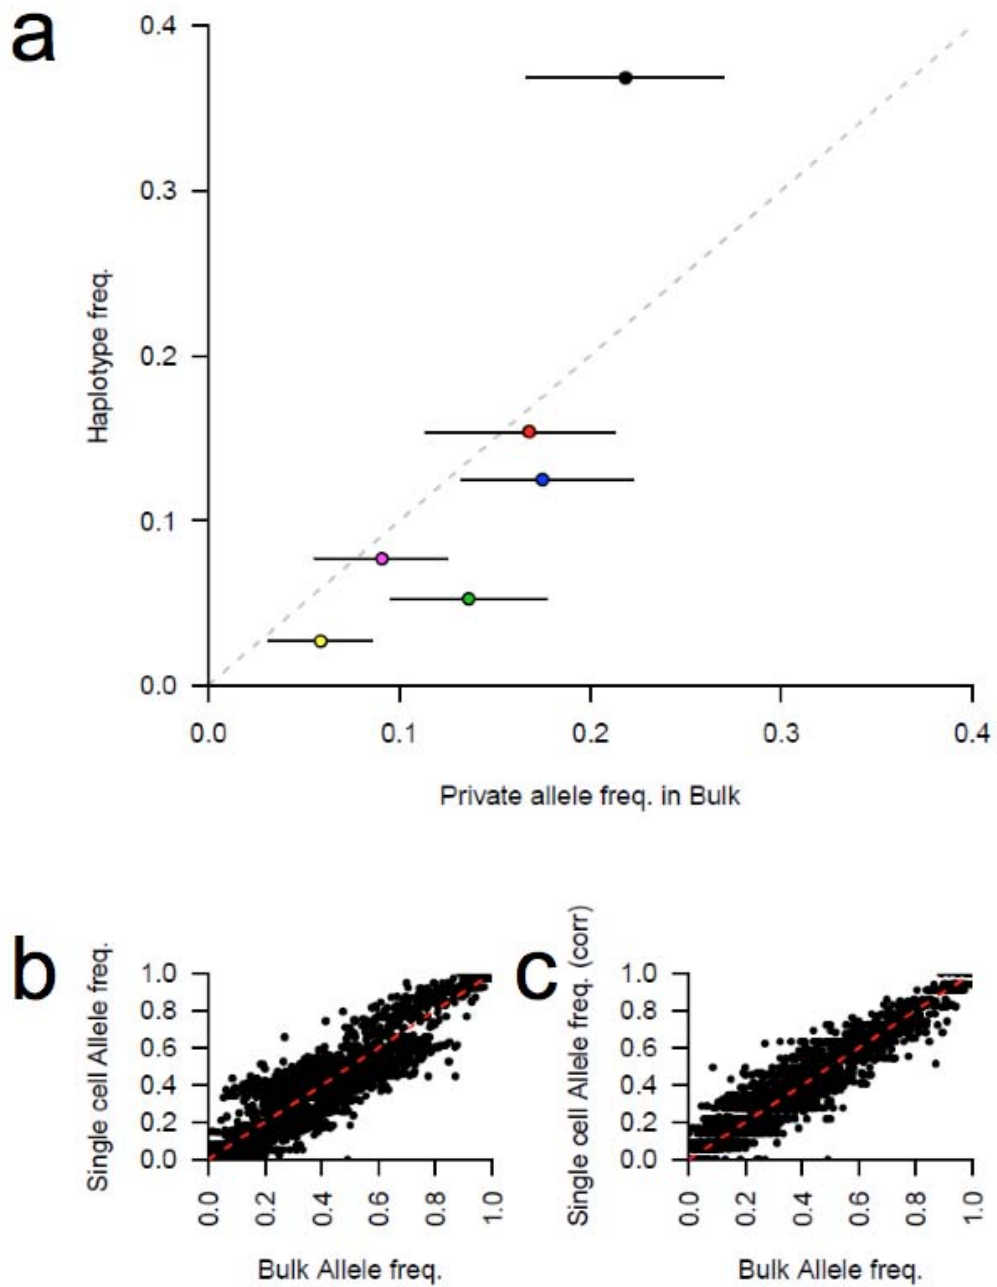 a
0.4
0.3
0.2
0.1
0.0
Haplotype freq.
0.0 0.1 0.2 0.3 0.4
Private allele freq. in Bulk
b
Single cell Allele freq.
1.0
0.8
0.6
0.4
0.2
0.0
0.0 0.2 0.4 0.6 0.8 1.0
Bulk Allele freq.
c
Single cell Allele freq. (corr)
1.0
0.8
0.6
0.4
0.2
0.0
0.0 0.2 0.4 0.6 0.8 1.0
Bulk Allele freq.